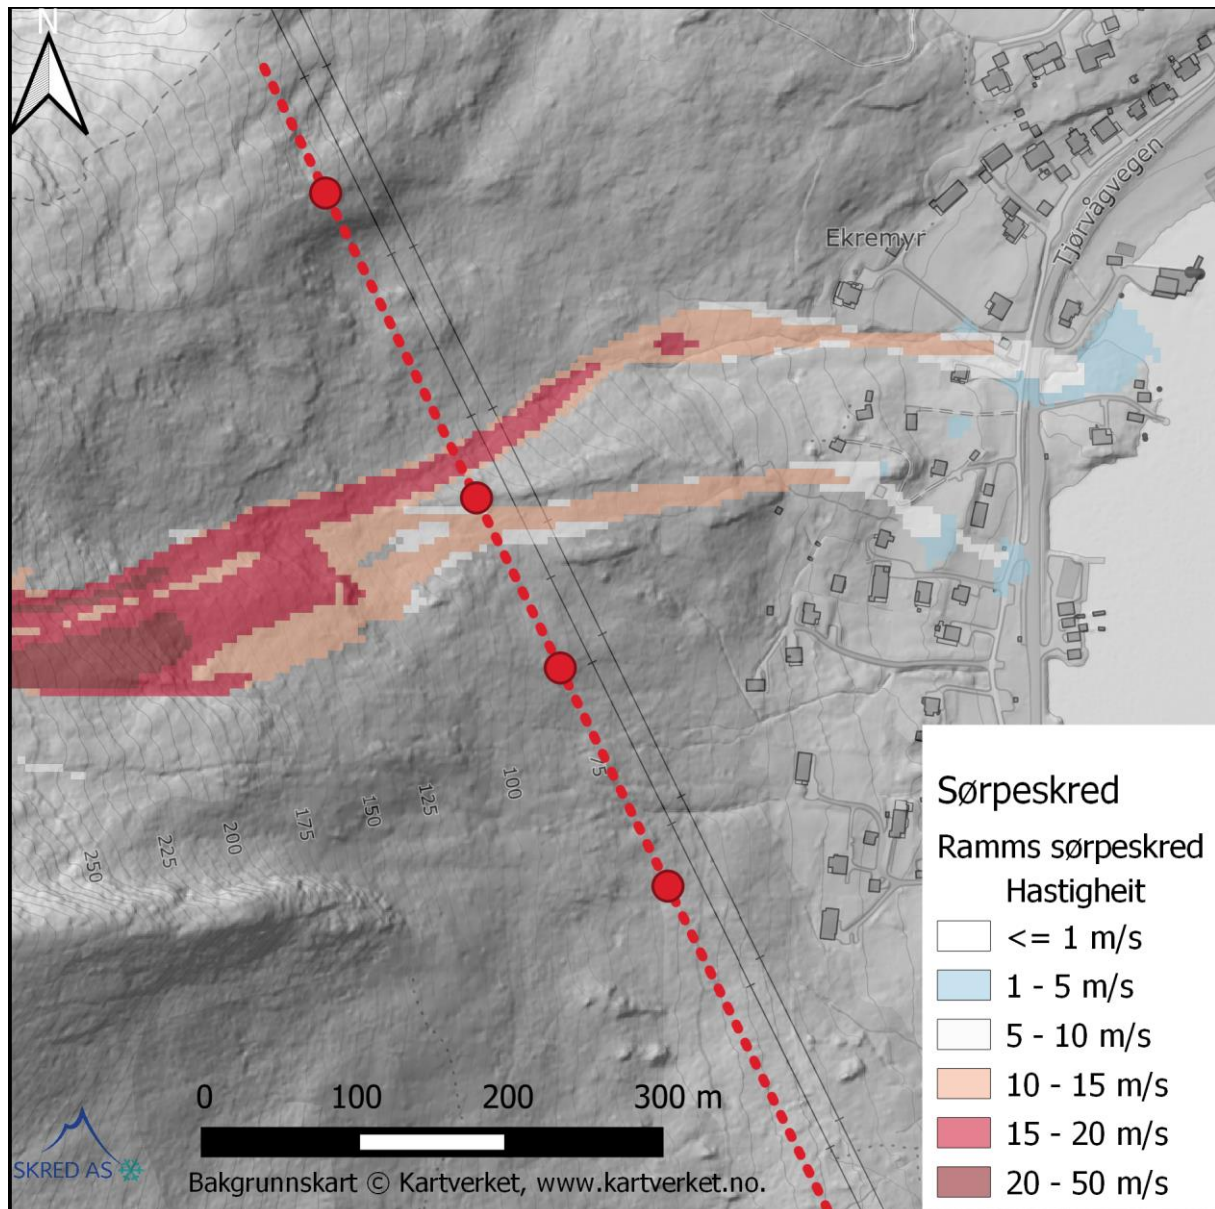 N
Ekremyr
Tjørvågvegen
75
100
125
150
175
200
225
250
Sørpeskred
Ramms sørpeskred
Hastigheit
<= 1 m/s
1 - 5 m/s
5 - 10 m/s
10 - 15 m/s
15 - 20 m/s
20 - 50 m/s
0 100 200 300 m
SKRED AS
Bakgrunnskart © Kartverket, www.kartverket.no.